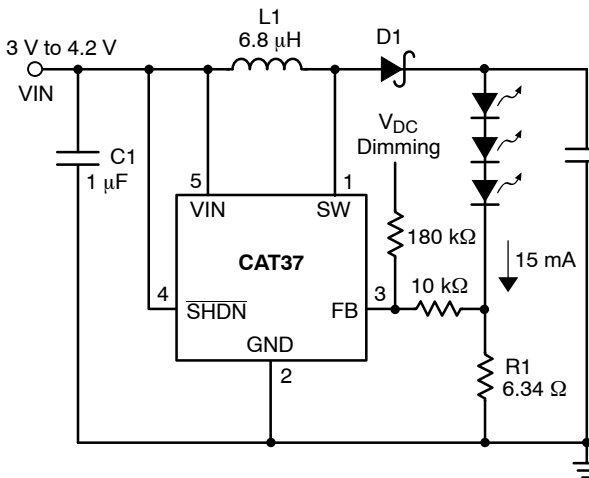 L1
6.8 μH
D1
3 V to 4.2 V
VIN
C1
1 μF
V_DC
Dimming
5
1
VIN
SW
180 kΩ
CAT37
15 mA
10 kΩ
4
3
SHDN
FB
GND
2
R1
6.34 Ω